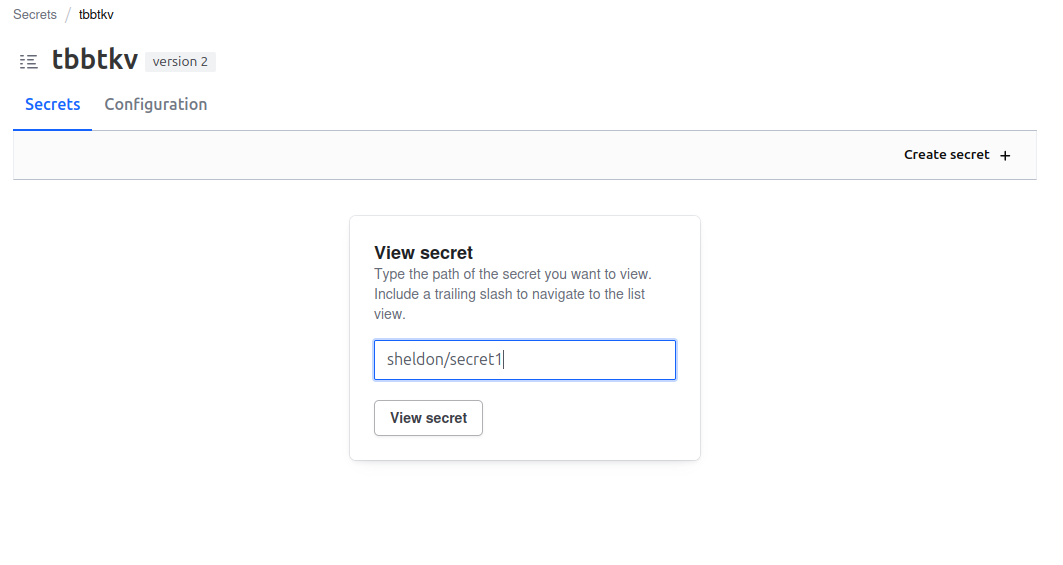 Secrets / tbbtkv
tbbtkv version 2
Secrets Configuration
Create secret +
View secret
Type the path of the secret you want to view.
Include a trailing slash to navigate to the list
view.
sheldon/secret1
View secret